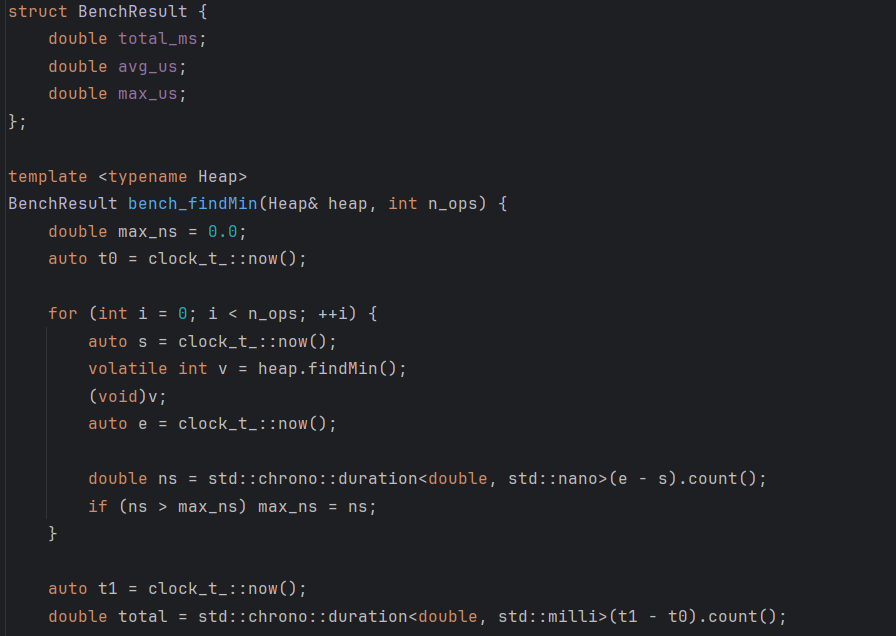 struct BenchResult {
    double total_ms;
    double avg_us;
    double max_us;
};

template <typename Heap>
BenchResult bench_findMin(Heap& heap, int n_ops) {
    double max_ns = 0.0;
    auto t0 = clock_t_::now();

    for (int i = 0; i < n_ops; ++i) {
        auto s = clock_t_::now();
        volatile int v = heap.findMin();
        (void)v;
        auto e = clock_t_::now();

        double ns = std::chrono::duration<double, std::nano>(e - s).count();
        if (ns > max_ns) max_ns = ns;
    }

    auto t1 = clock_t_::now();
    double total = std::chrono::duration<double, std::milli>(t1 - t0).count();